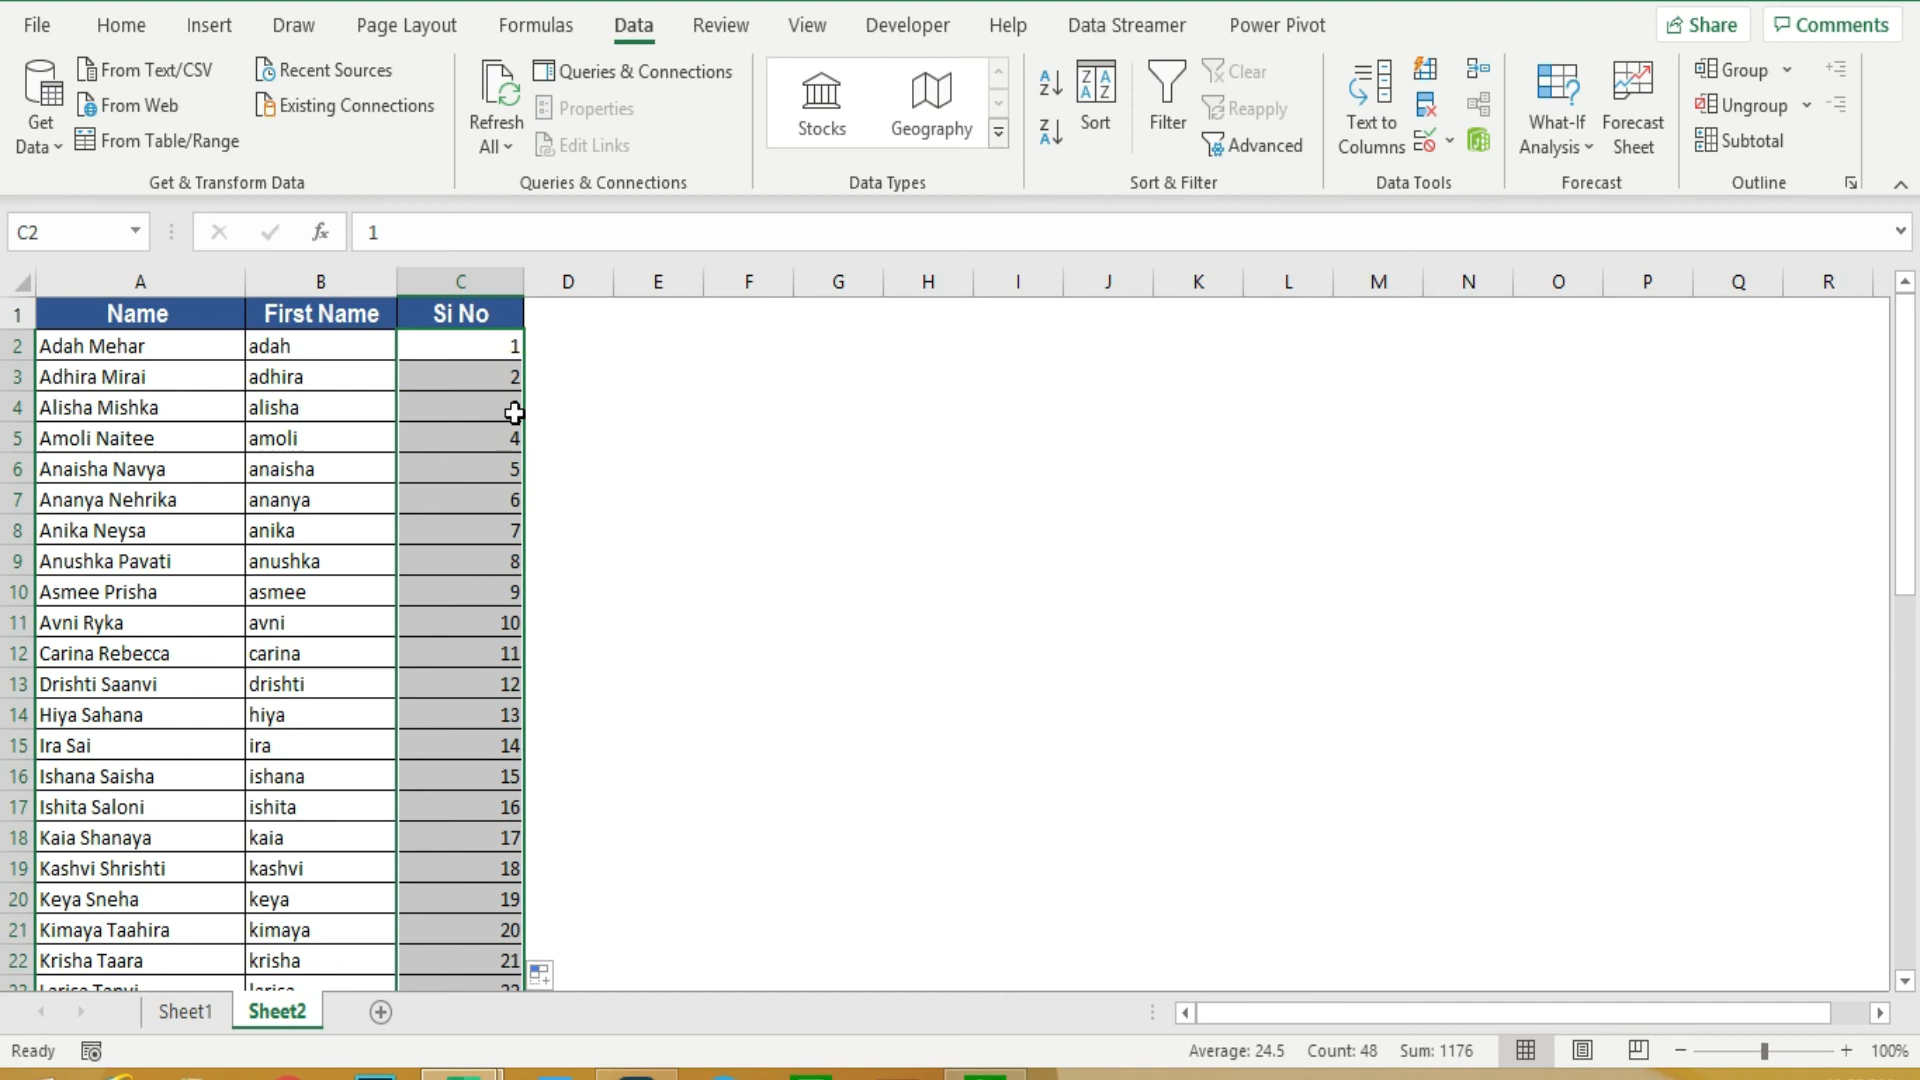 File Home Insert Draw Page Layout Formulas Data Review View Developer Help Data Streamer Power Pivot Share Comments
Get Data
From Text/CSV
From Web
From Table/Range
Recent Sources
Existing Connections
Get & Transform Data
Refresh All
Queries & Connections
Properties
Edit Links
Queries & Connections
Stocks
Geography
Data Types
Sort
Filter
Clear
Reapply
Advanced
Sort & Filter
Text to Columns
Data Tools
What-If Analysis
Forecast Sheet
Forecast
Group
Ungroup
Subtotal
Outline
C2 fx 1
A B C D E F G H I J K L M N O P Q R
1 Name First Name Si No
2 Adah Mehar adah 1
3 Adhira Mirai adhira 2
4 Alisha Mishka alisha
5 Amoli Naitee amoli 4
6 Anaisha Navya anaisha 5
7 Ananya Nehrika ananya 6
8 Anika Neysa anika 7
9 Anushka Pavati anushka 8
10 Asmee Prisha asmee 9
11 Avni Ryka avni 10
12 Carina Rebecca carina 11
13 Drishti Saanvi drishti 12
14 Hiya Sahana hiya 13
15 Ira Sai ira 14
16 Ishana Saisha ishana 15
17 Ishita Saloni ishita 16
18 Kaia Shanaya kaia 17
19 Kashvi Shrishti kashvi 18
20 Keya Sneha keya 19
21 Kimaya Taahira kimaya 20
22 Krisha Taara krisha 21
Sheet1 Sheet2
Ready Average: 24.5 Count: 48 Sum: 1176 100%